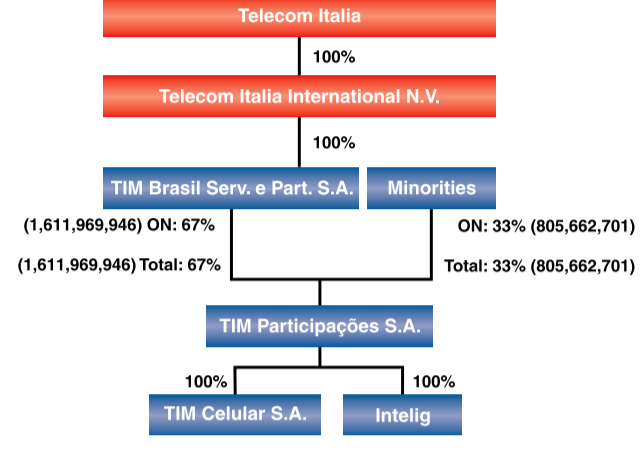 Telecom Italia
100%
Telecom Italia International N.V.
100%
TIM Brasil Serv. e Part. S.A.
Minorities
(1,611,969,946) ON: 67%
ON: 33% (805,662,701)
(1,611,969,946) Total: 67%
Total: 33% (805,662,701)
TIM Participações S.A.
100%
100%
TIM Celular S.A.
Intelig